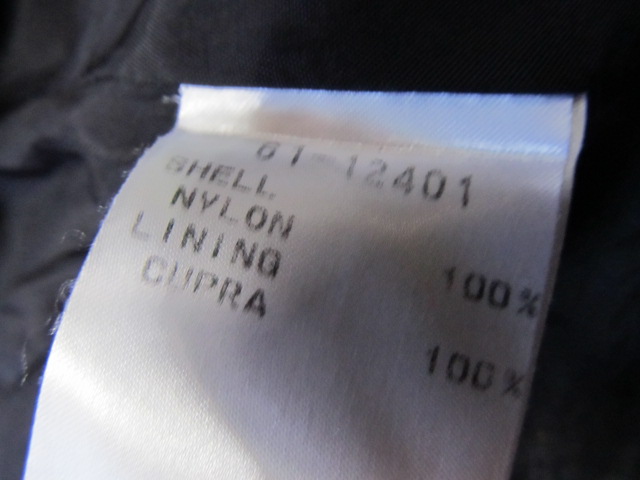 61-12401
SHELL
NYLON 100%
LINING
CUPRA 100%